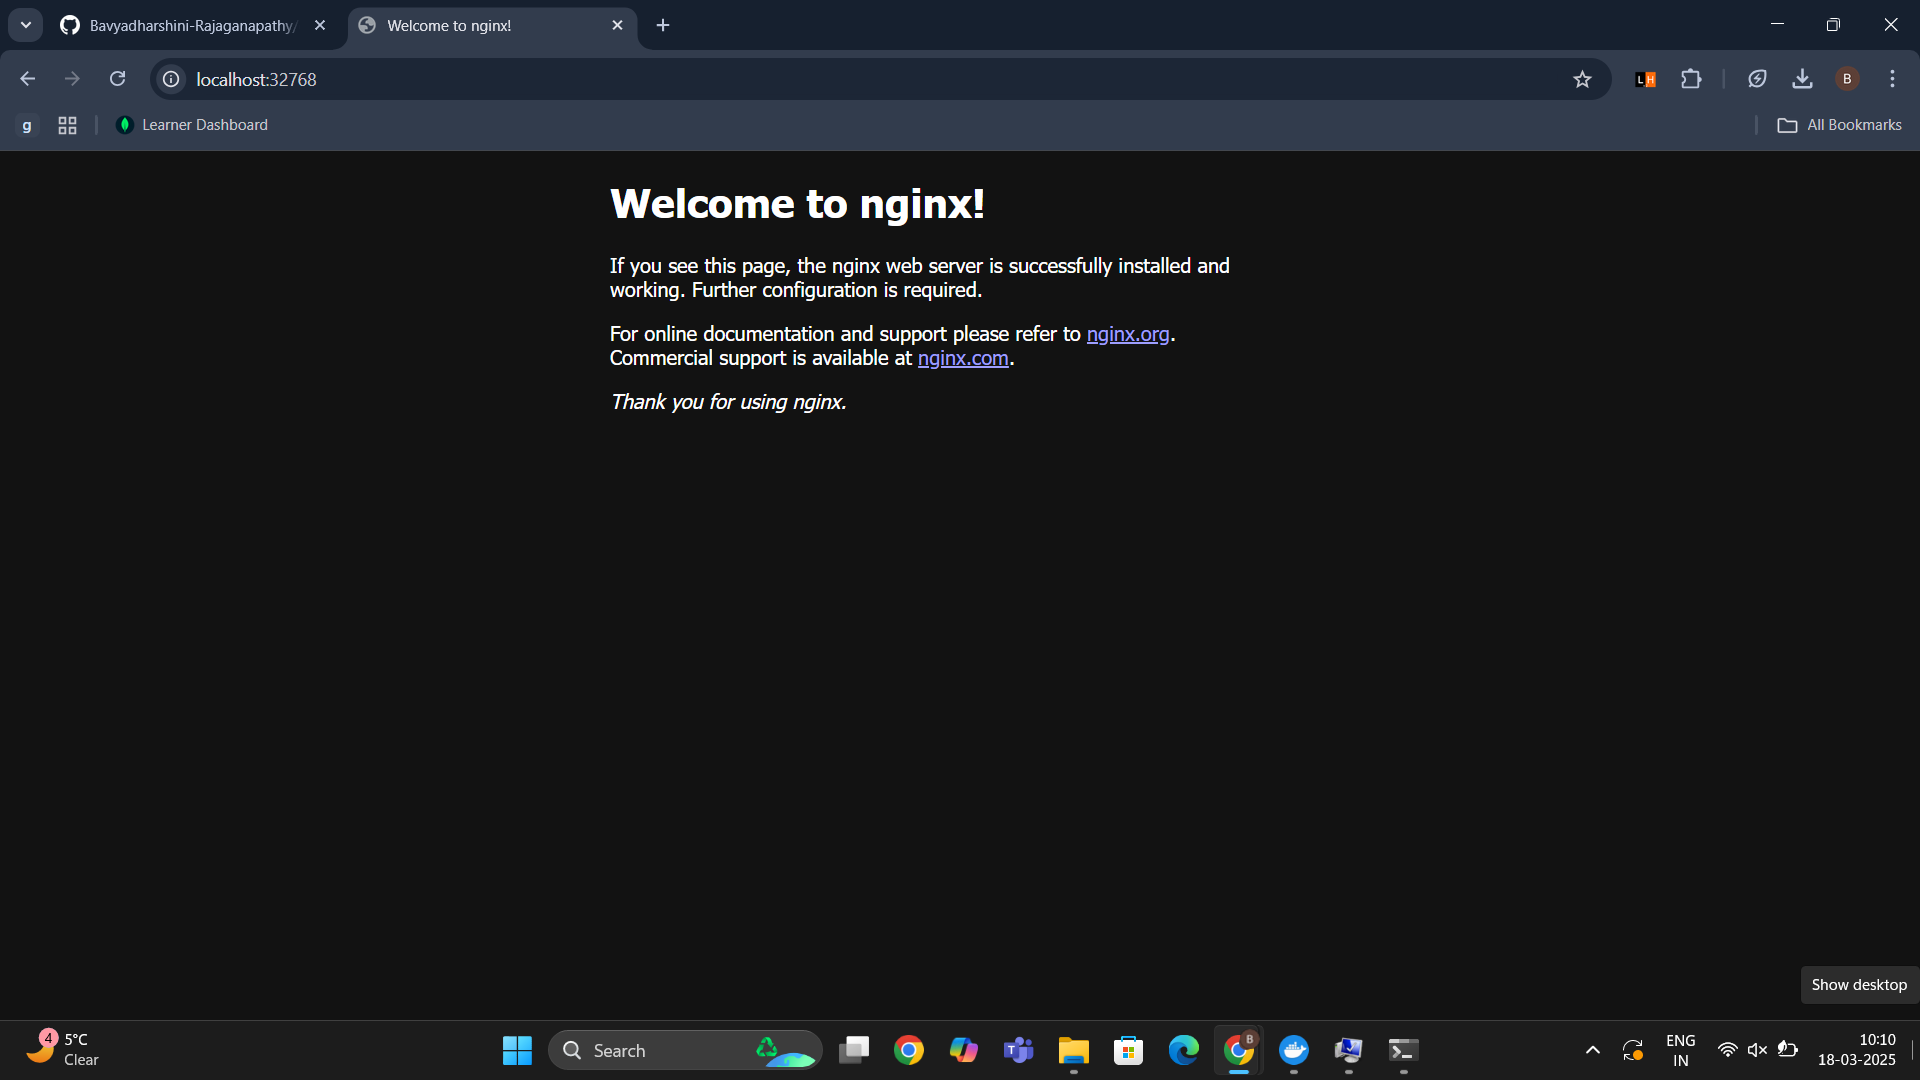 Bavyadharshini-Rajaganapathy/
Welcome to nginx!
localhost:32768
LH
B
g
Learner Dashboard
All Bookmarks
Welcome to nginx!
If you see this page, the nginx web server is successfully installed and
working. Further configuration is required.
For online documentation and support please refer to nginx.org.
Commercial support is available at nginx.com.
Thank you for using nginx.
Show desktop
4
5°C
Clear
Search
T
B
ENG
IN
10:10
18-03-2025